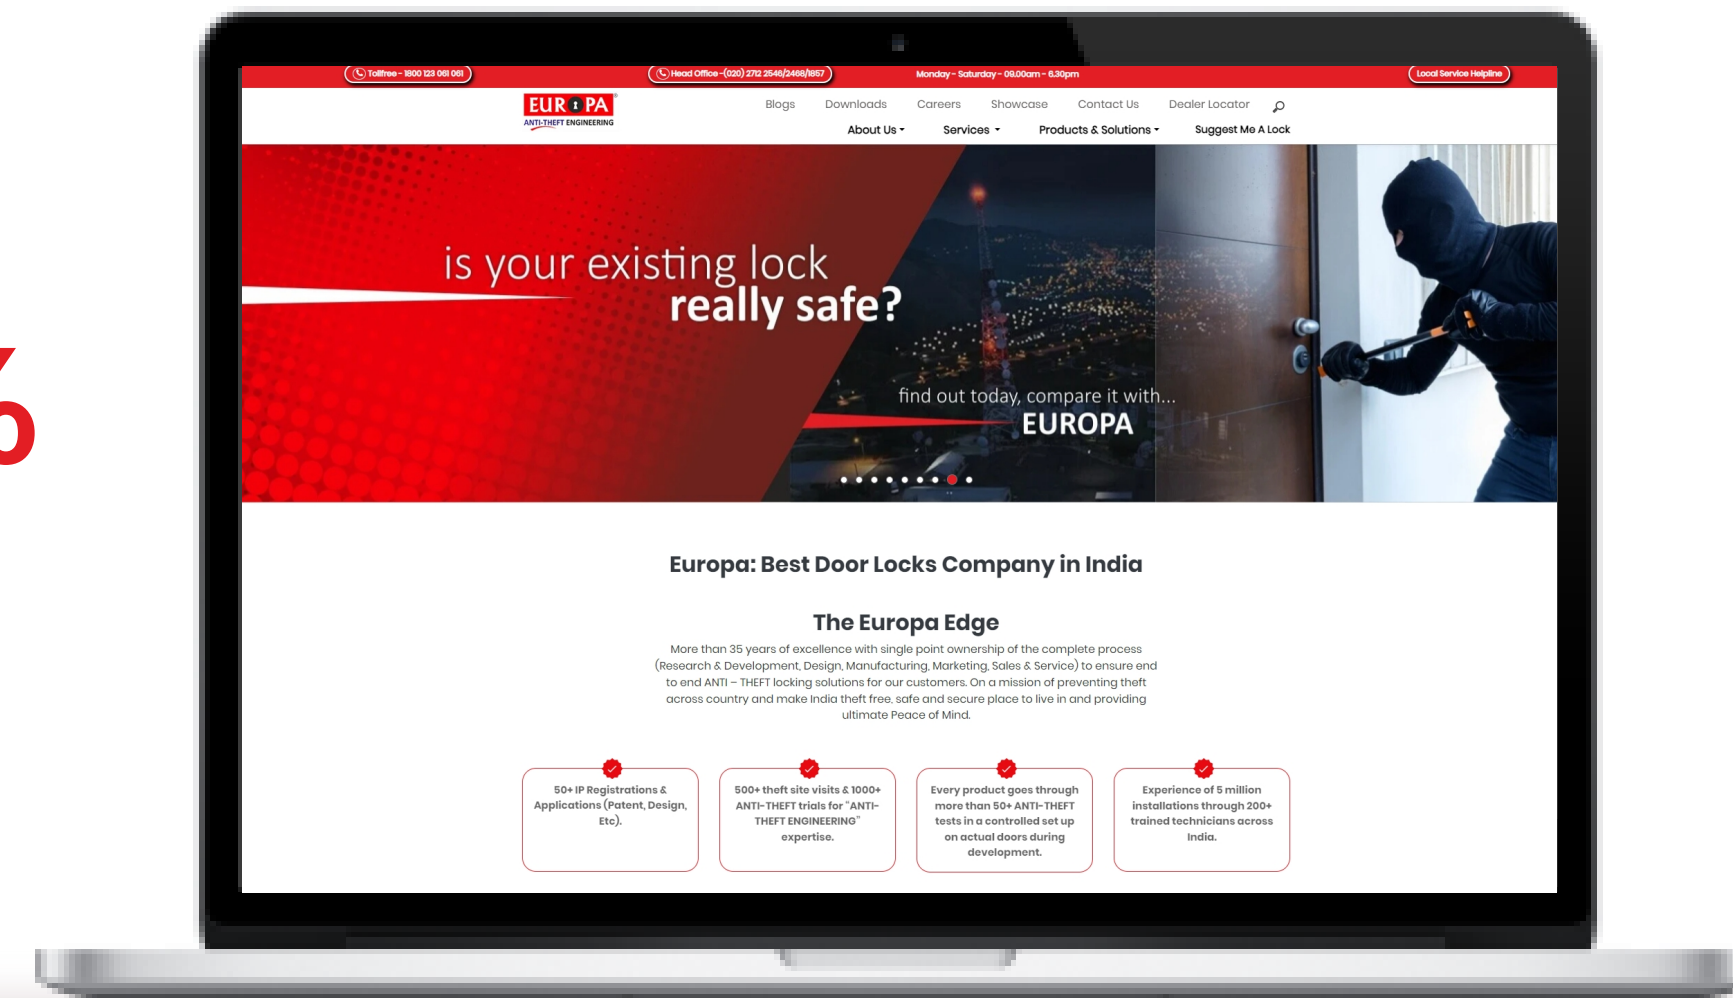 %
Tollfree - 1800 123 061 061
Head Office -(020) 2712 2546/2468/1857
Monday - Saturday - 09.00am - 6.30pm
Local Service Helpline
EUROPA®
ANTI-THEFT ENGINEERING
Blogs Downloads Careers Showcase Contact Us Dealer Locator
About Us Services Products & Solutions Suggest Me A Lock
is your existing lock
really safe?
find out today, compare it with...
EUROPA
Europa: Best Door Locks Company in India
The Europa Edge
More than 35 years of excellence with single point ownership of the complete process
(Research & Development, Design, Manufacturing, Marketing, Sales & Service) to ensure end
to end ANTI – THEFT locking solutions for our customers. On a mission of preventing theft
across country and make India theft free, safe and secure place to live in and providing
ultimate Peace of Mind.
50+ IP Registrations &
Applications (Patent, Design,
Etc).
500+ theft site visits & 1000+
ANTI-THEFT trials for "ANTI-
THEFT ENGINEERING"
expertise.
Every product goes through
more than 50+ ANTI-THEFT
tests in a controlled set up
on actual doors during
development.
Experience of 5 million
installations through 200+
trained technicians across
India.